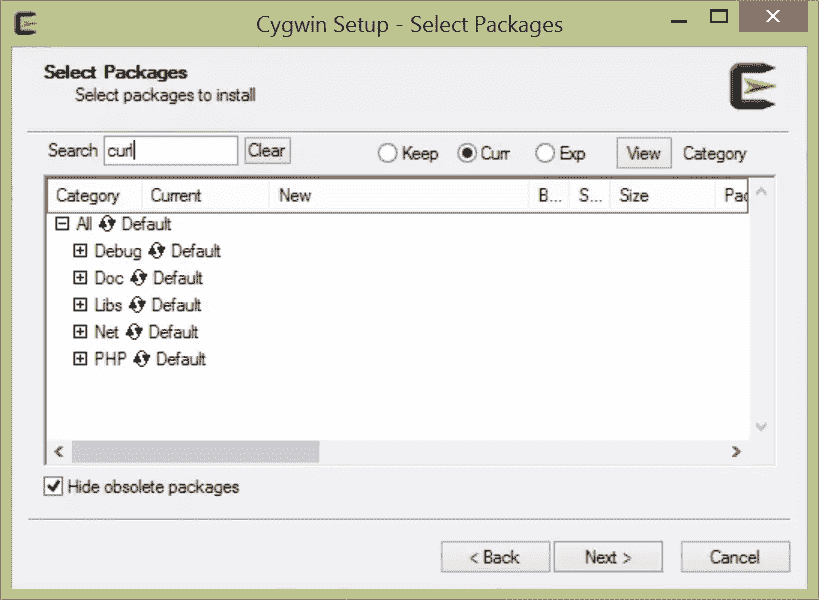 Cygwin Setup - Select Packages
Select Packages
Select packages to install
Search curl Clear Keep Curr Exp View Category
Category Current New B... S... Size Pac
All Default
Debug Default
Doc Default
Libs Default
Net Default
PHP Default
Hide obsolete packages
< Back Next > Cancel